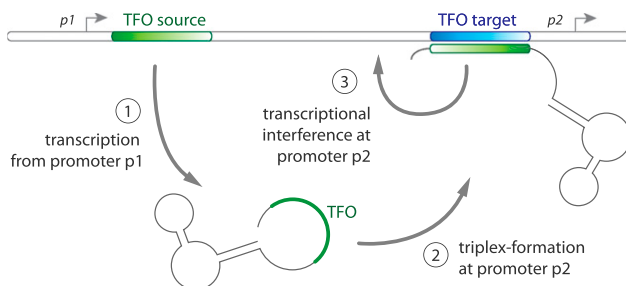 p1
TFO source
TFO target
p2
1
transcription
from promoter p1
3
transcriptional
interference at
promoter p2
TFO
2
triplex-formation
at promoter p2